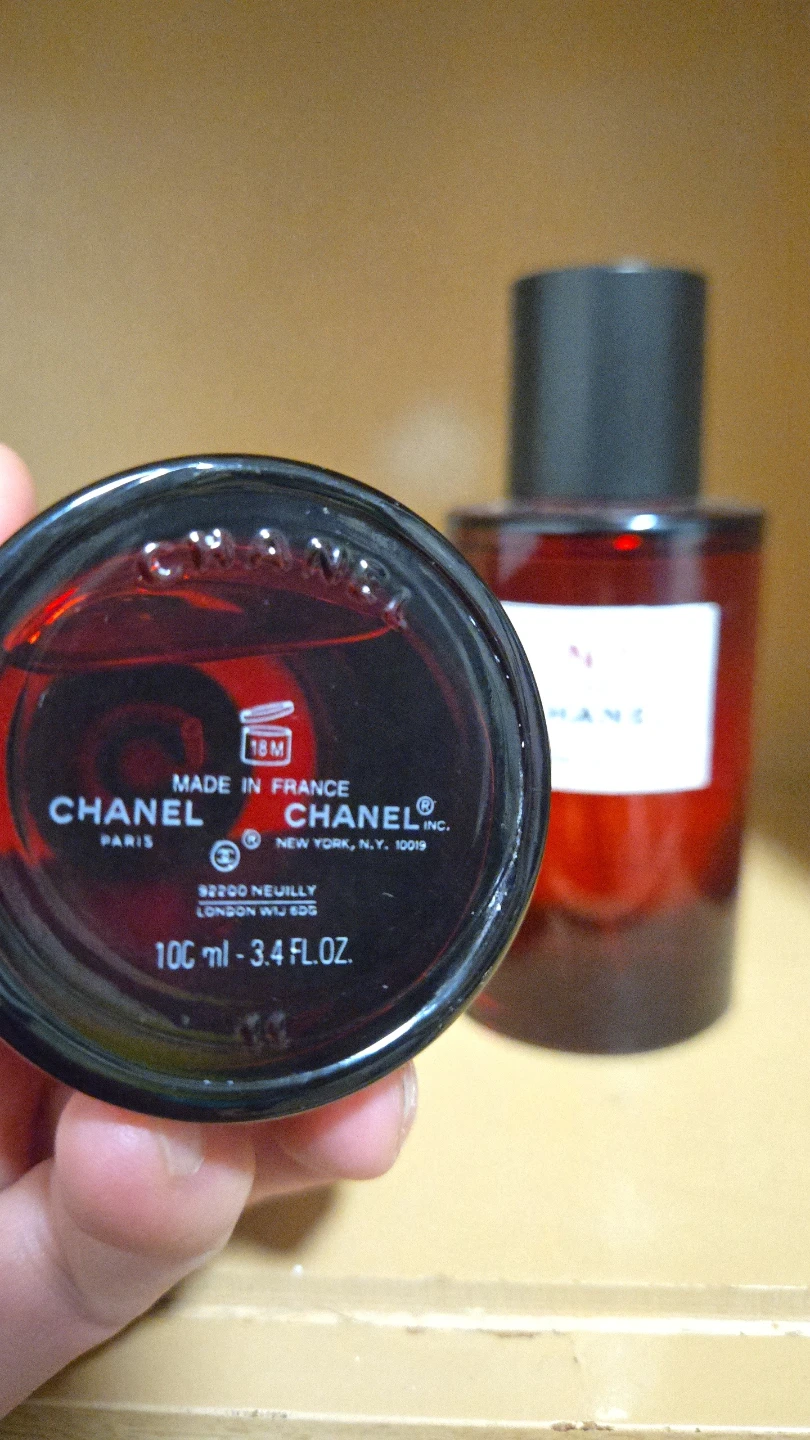 CHANEL
18M
MADE IN FRANCE
CHANEL CHANEL® INC.
PARIS ® NEW YORK, N.Y. 10019
92200 NEUILLY
LONDON W1J 6DG
100 ml - 3.4 FL.OZ.